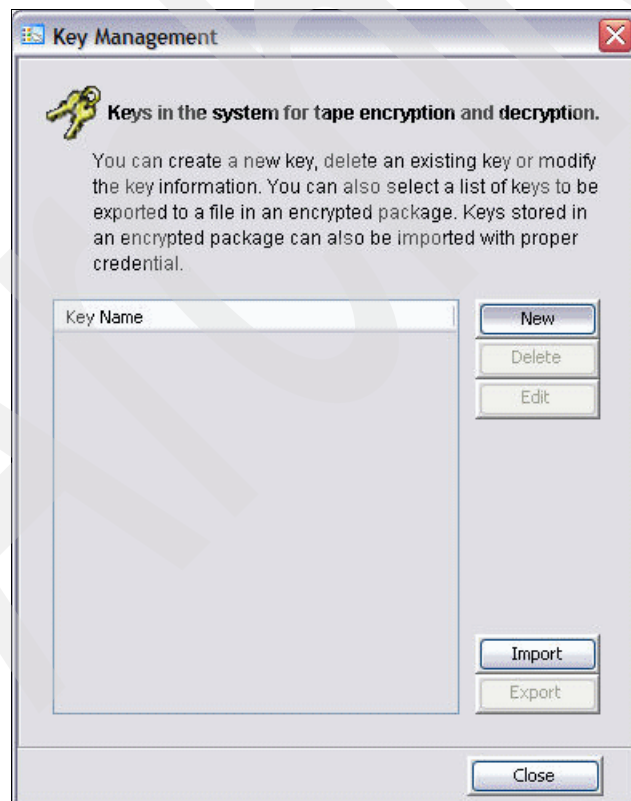 Key Management
Keys in the system for tape encryption and decryption.
You can create a new key, delete an existing key or modify
the key information. You can also select a list of keys to be
exported to a file in an encrypted package. Keys stored in
an encrypted package can also be imported with proper
credential.
Key Name
New
Delete
Edit
Import
Export
Close